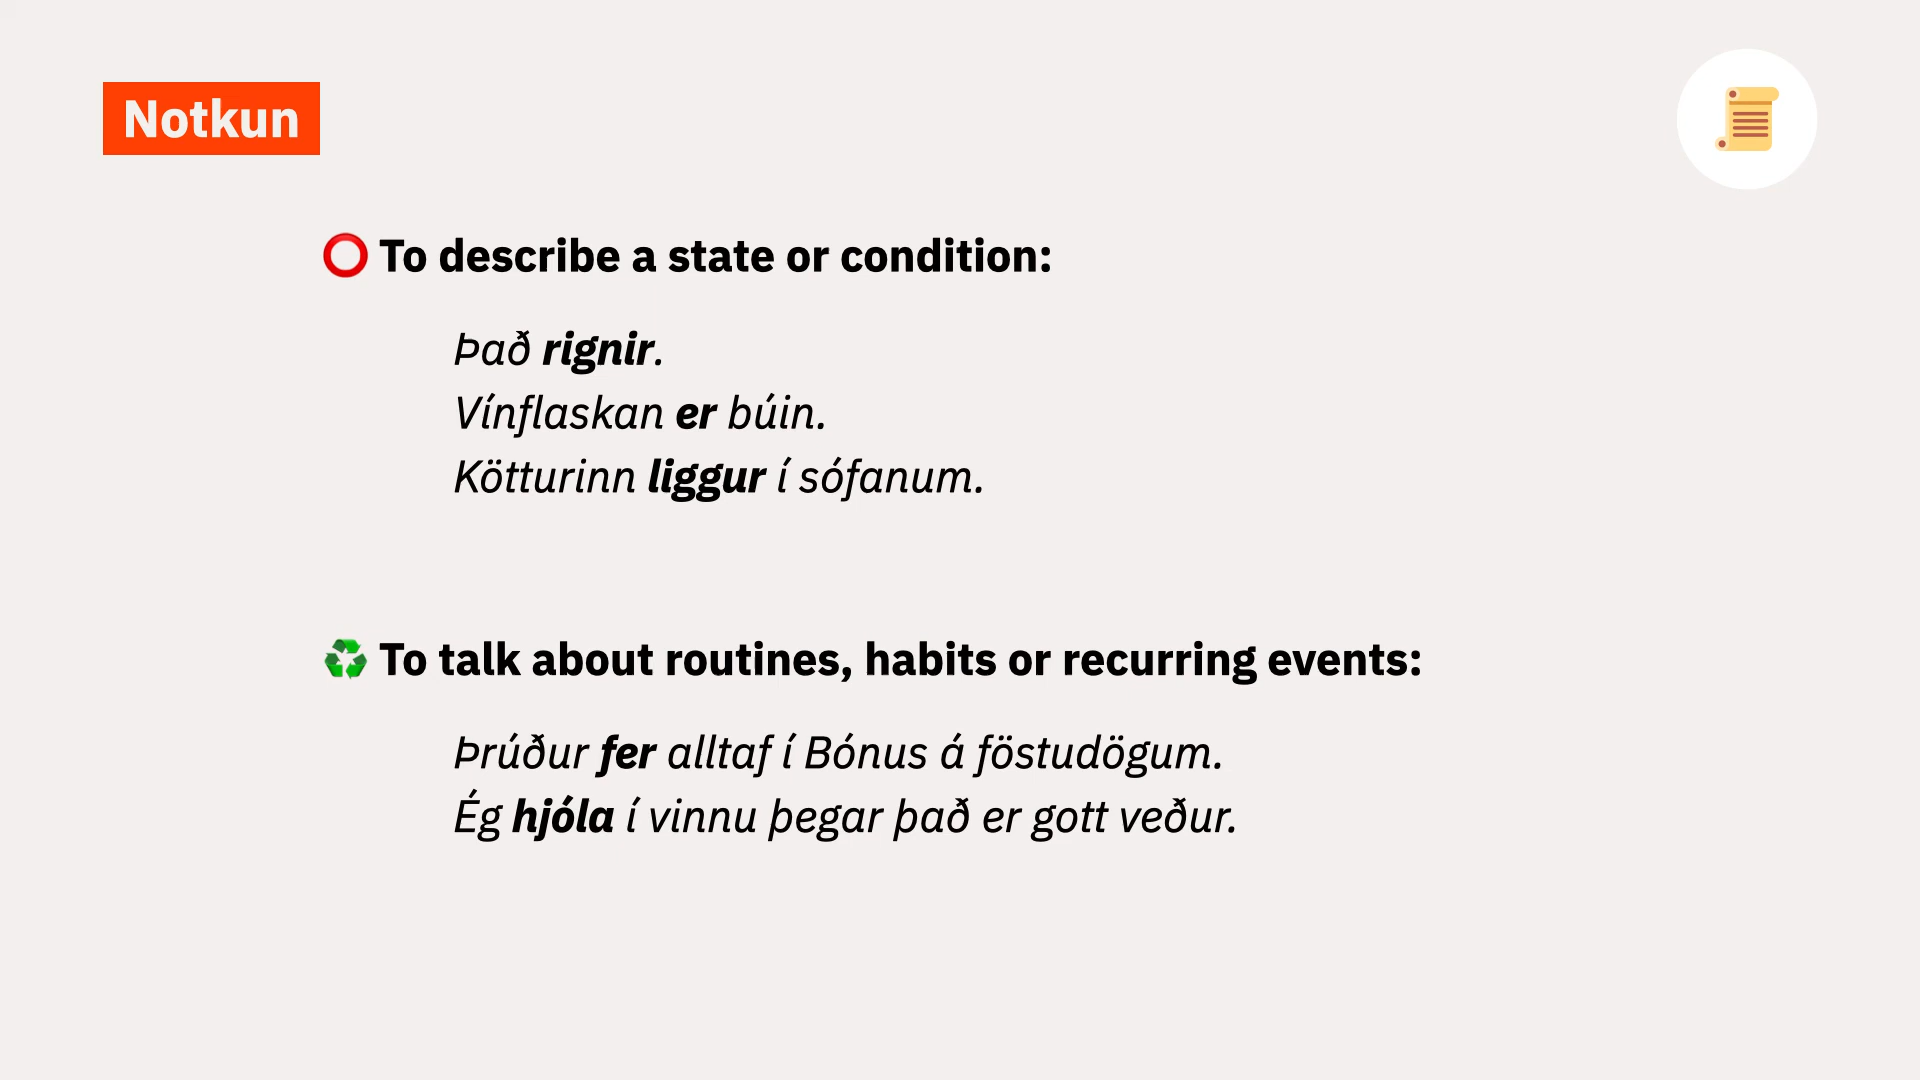 Notkun
To describe a state or condition:
Það rignir.
Vínflaskan er búin.
Kötturinn liggur í sófanum.
To talk about routines, habits or recurring events:
Þrúður fer alltaf í Bónus á föstudögum.
Ég hjóla í vinnu þegar það er gott veður.